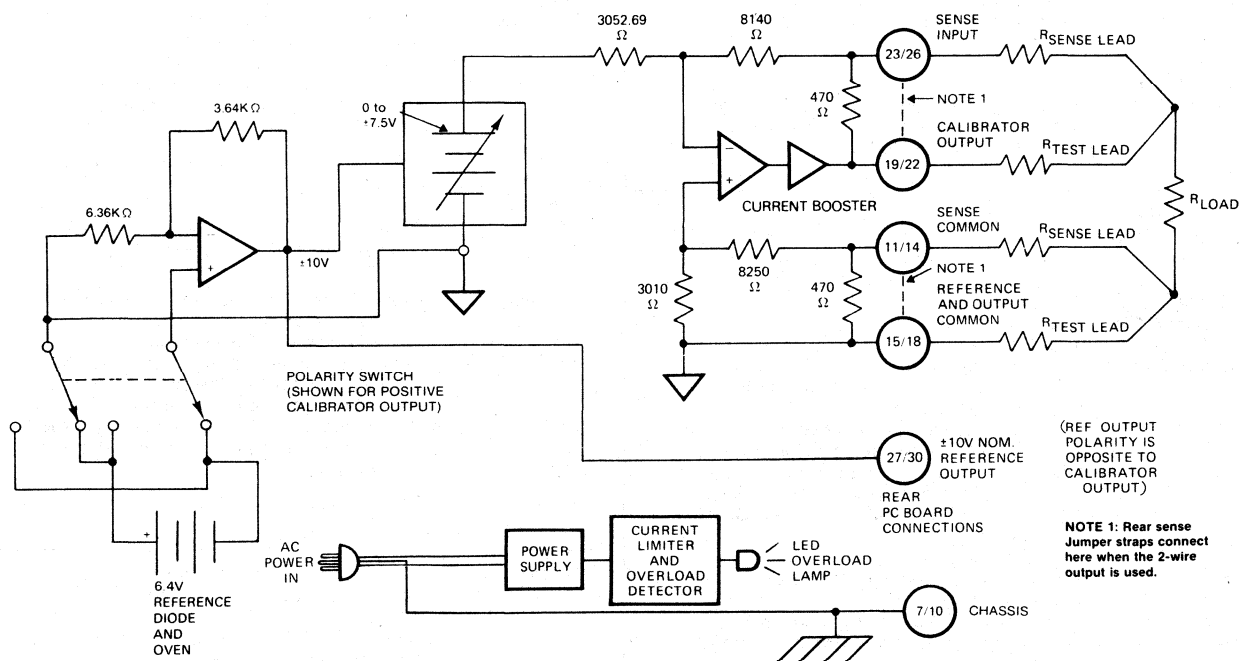 3052.69
Ω
8140
Ω
SENSE
INPUT
23/26
RSENSE LEAD
3.64K Ω
0 to
±7.5V
470
Ω
NOTE 1
CALIBRATOR
OUTPUT
19/22
RTEST LEAD
6.36K Ω
−
+
±10V
−
+
CURRENT BOOSTER
RLOAD
SENSE
COMMON
11/14
RSENSE LEAD
8250
Ω
3010
Ω
470
Ω
NOTE 1
REFERENCE
AND OUTPUT
COMMON
15/18
RTEST LEAD
POLARITY SWITCH
(SHOWN FOR POSITIVE
CALIBRATOR OUTPUT)
27/30
±10V NOM.
REFERENCE
OUTPUT
REAR
PC BOARD
CONNECTIONS
(REF OUTPUT
POLARITY IS
OPPOSITE TO
CALIBRATOR
OUTPUT)
NOTE 1: Rear sense
Jumper straps connect
here when the 2-wire
output is used.
+
6.4V
REFERENCE
DIODE
AND
OVEN
AC
POWER
IN
POWER
SUPPLY
CURRENT
LIMITER
AND
OVERLOAD
DETECTOR
LED
OVERLOAD
LAMP
7/10
CHASSIS